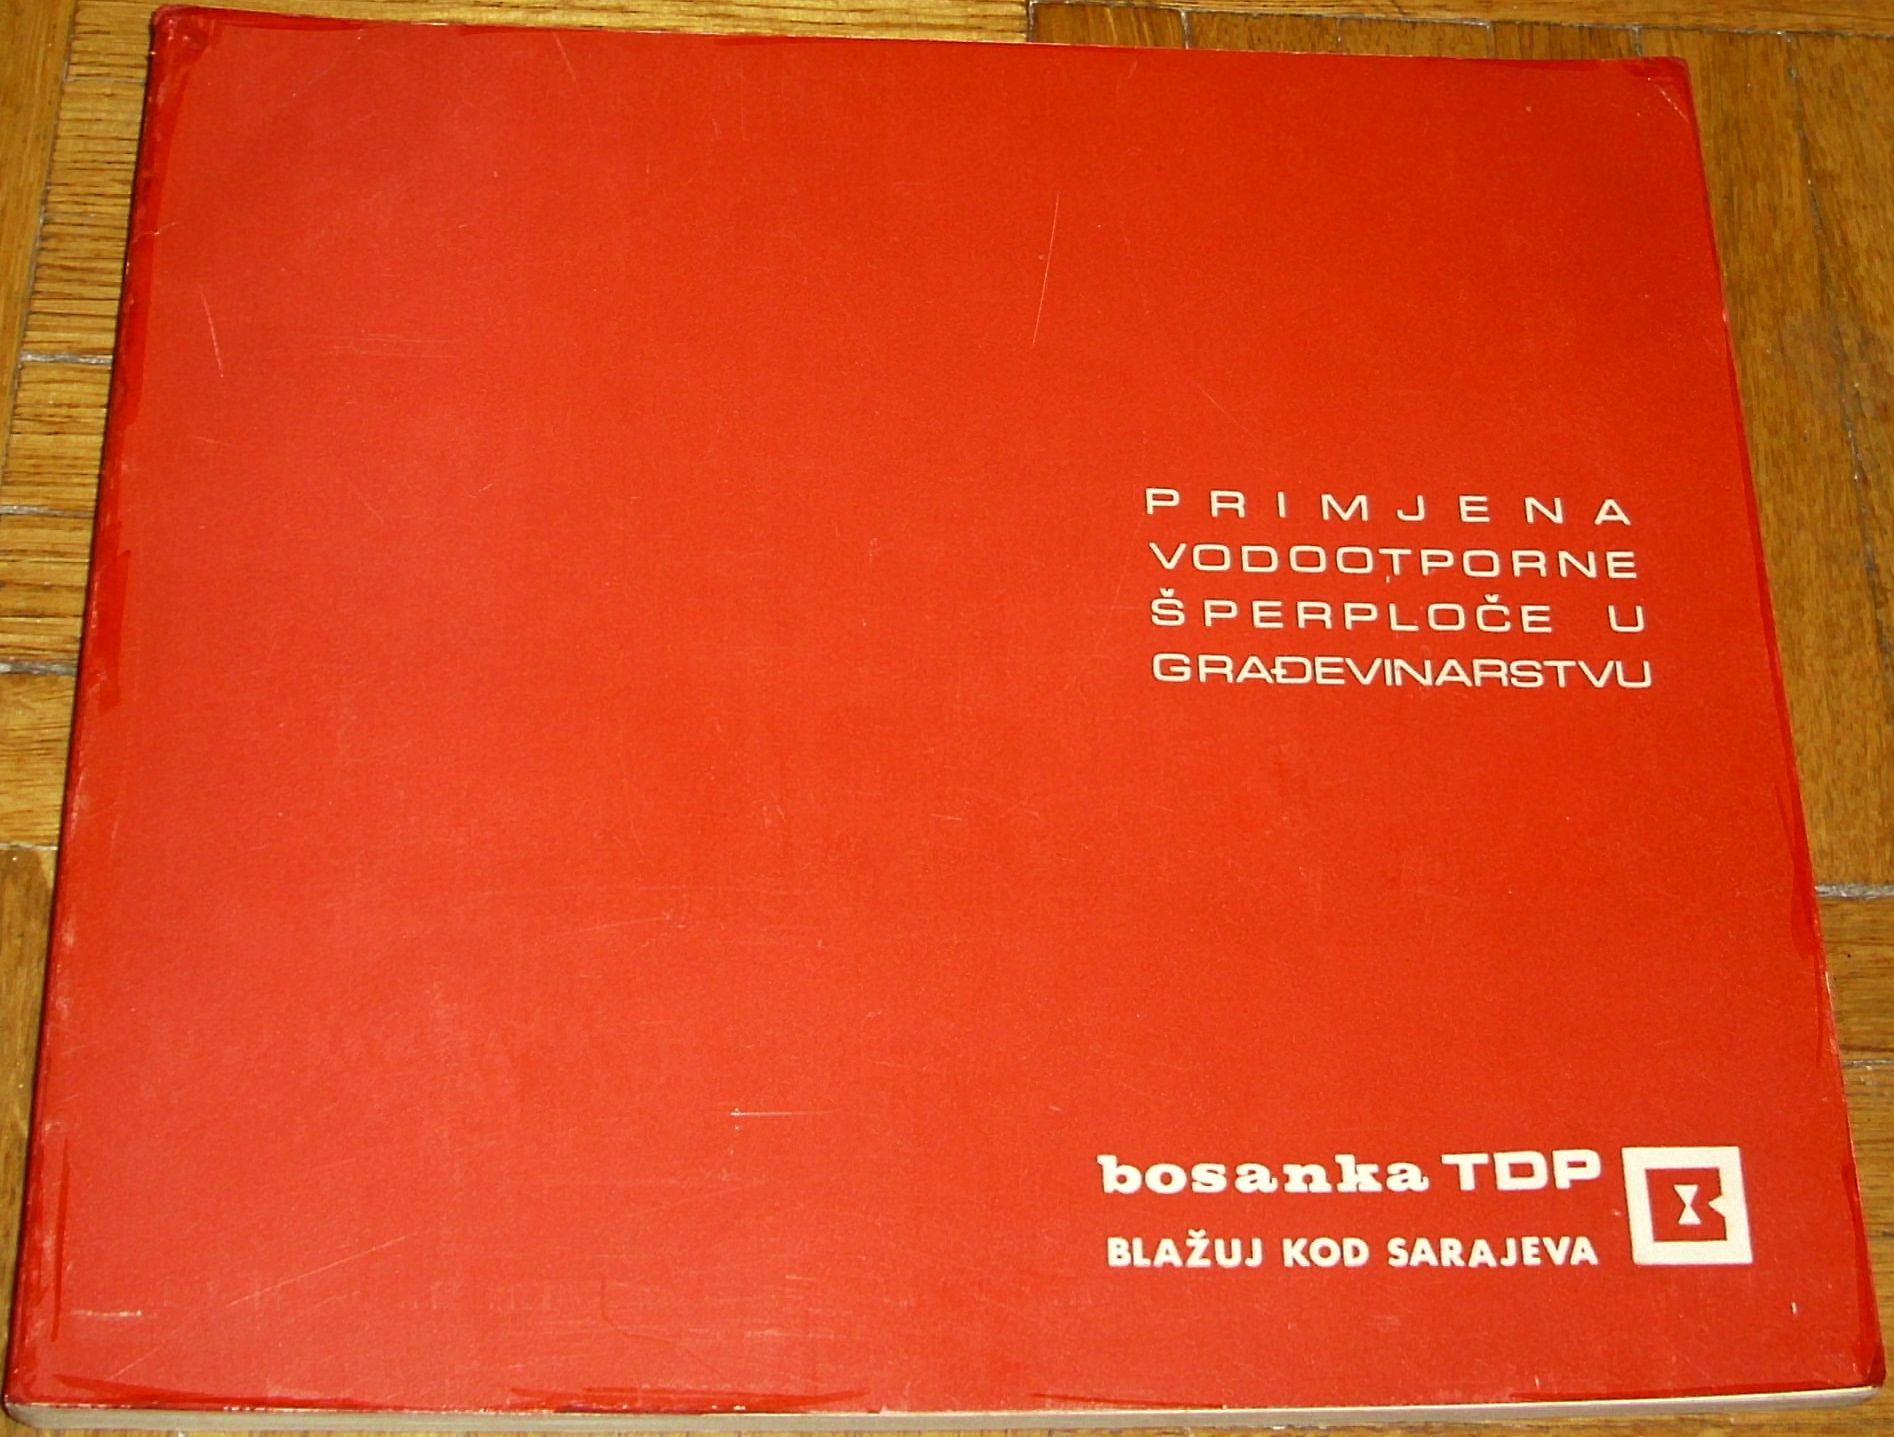 PRIMJENA
VODOOTPORNE
ŠPERPLOČE U
GRAĐEVINARSTVU
bosanka TDP
BLAŽUJ KOD SARAJEVA